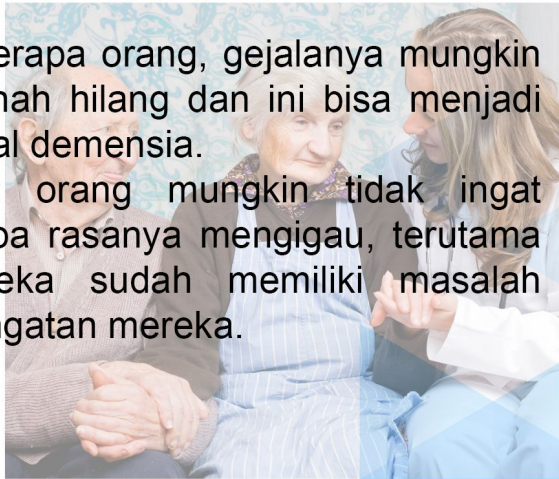 erapa orang, gejalanya mungkin
nah hilang dan ini bisa menjadi
al demensia.
orang mungkin tidak ingat
pa rasanya mengigau, terutama
eka sudah memiliki masalah
ngatan mereka.